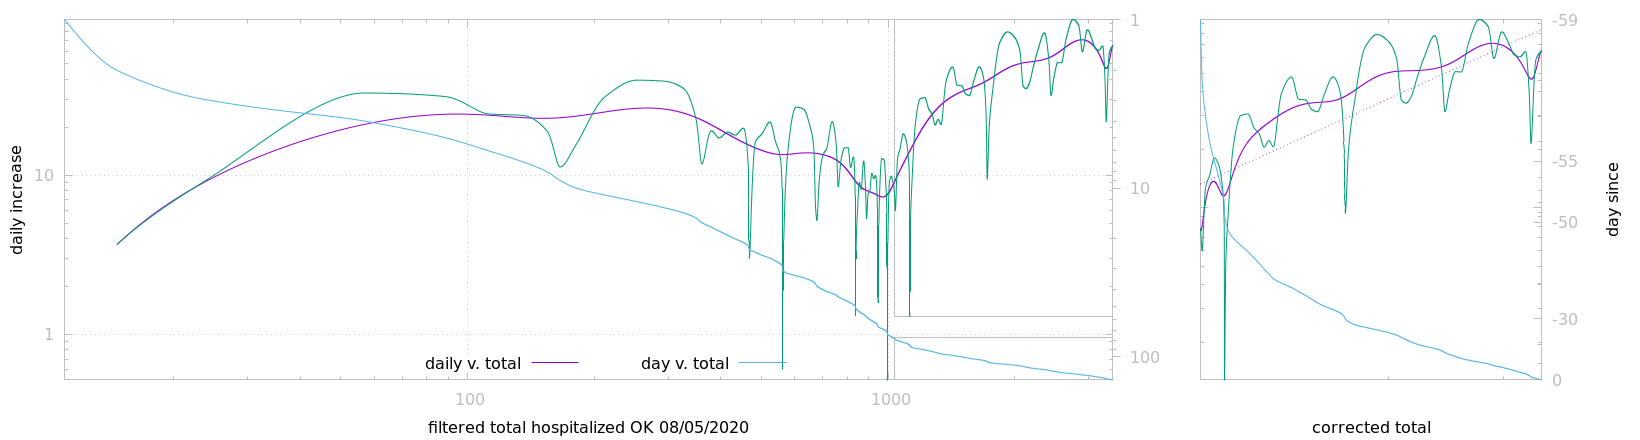 daily increase
10
1
daily v. total
day v. total
100
1000
filtered total hospitalized OK 08/05/2020
1
10
100
-59
-55
-50
-30
0
day since
corrected total